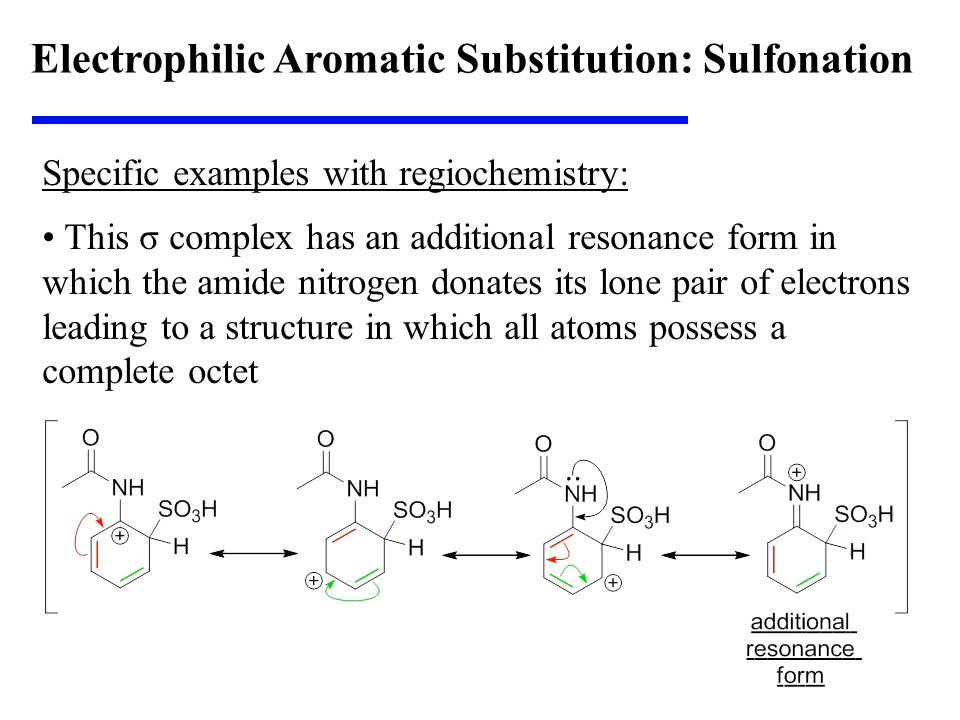 Electrophilic Aromatic Substitution: Sulfonation
Specific examples with regiochemistry:
• This σ complex has an additional resonance form in
which the amide nitrogen donates its lone pair of electrons
leading to a structure in which all atoms possess a
complete octet
O
NH
SO₃H
H
+
O
NH
SO₃H
H
+
O
NH
SO₃H
H
+
O
+
NH
SO₃H
H
additional
resonance
form